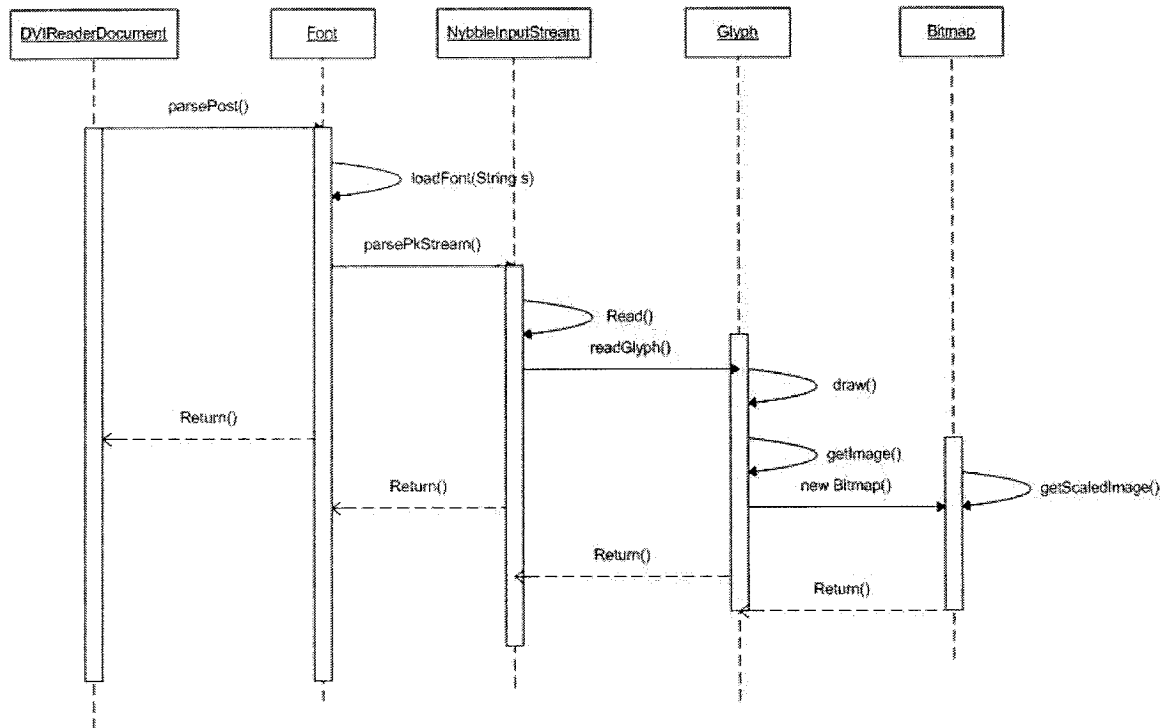 DVIReaderDocument
Font
NybbleInputStream
Glyph
Bitmap
parsePost()
loadFont(String s)
parsePkStream()
Read()
readGlyph()
draw()
Return()
getImage()
Return()
new Bitmap()
getScaledImage()
Return()
Return()